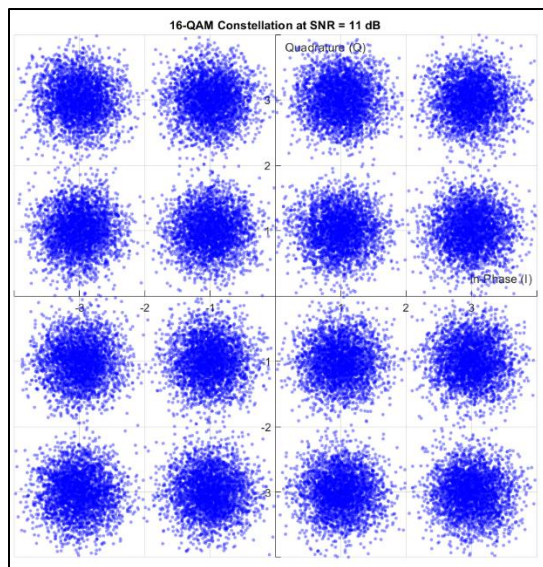 16-QAM Constellation at SNR = 11 dB
Quadrature (Q)
3
2
1
In-Phase (I)
-3 -2 -1 1 2 3
-1
-2
-3